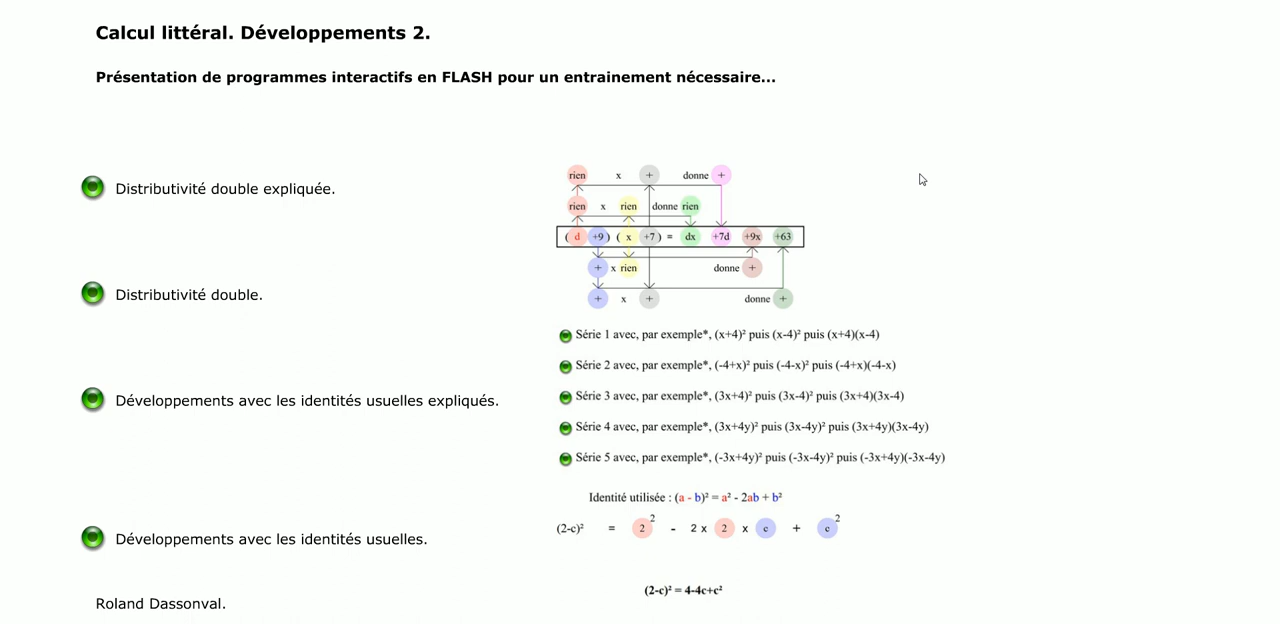 Calcul littéral. Développements 2.
Présentation de programmes interactifs en FLASH pour un entrainement nécessaire...
Distributivité double expliquée.
rien x + donne +
rien x rien donne rien
( d +9 ) ( x +7 ) = dx +7d +9x +63
+ x rien donne +
+ x + donne +
Distributivité double.
Série 1 avec, par exemple*, (x+4)² puis (x-4)² puis (x+4)(x-4)
Série 2 avec, par exemple*, (-4+x)² puis (-4-x)² puis (-4+x)(-4-x)
Développements avec les identités usuelles expliqués.
Série 3 avec, par exemple*, (3x+4)² puis (3x-4)² puis (3x+4)(3x-4)
Série 4 avec, par exemple*, (3x+4y)² puis (3x-4y)² puis (3x+4y)(3x-4y)
Série 5 avec, par exemple*, (-3x+4y)² puis (-3x-4y)² puis (-3x+4y)(-3x-4y)
Identité utilisée : (a - b)² = a² - 2ab + b²
(2-c)² = 2² - 2 x 2 x c + c²
Développements avec les identités usuelles.
(2-c)² = 4-4c+c²
Roland Dassonval.